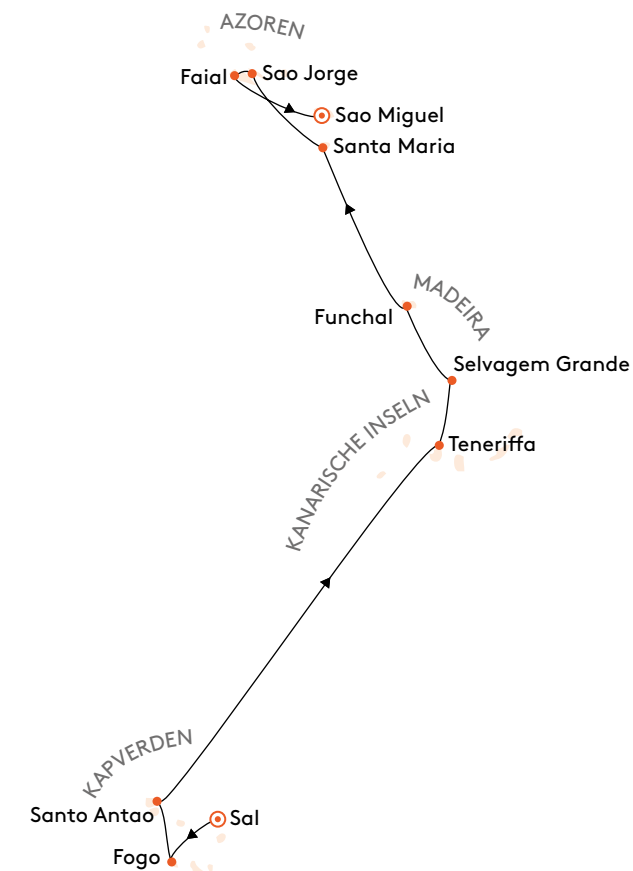 AZOREN
Faial
Sao Jorge
Sao Miguel
Santa Maria
MADEIRA
Funchal
Selvagem Grande
KANARISCHE INSELN
Teneriffa
KAPVERDEN
Santo Antao
Sal
Fogo